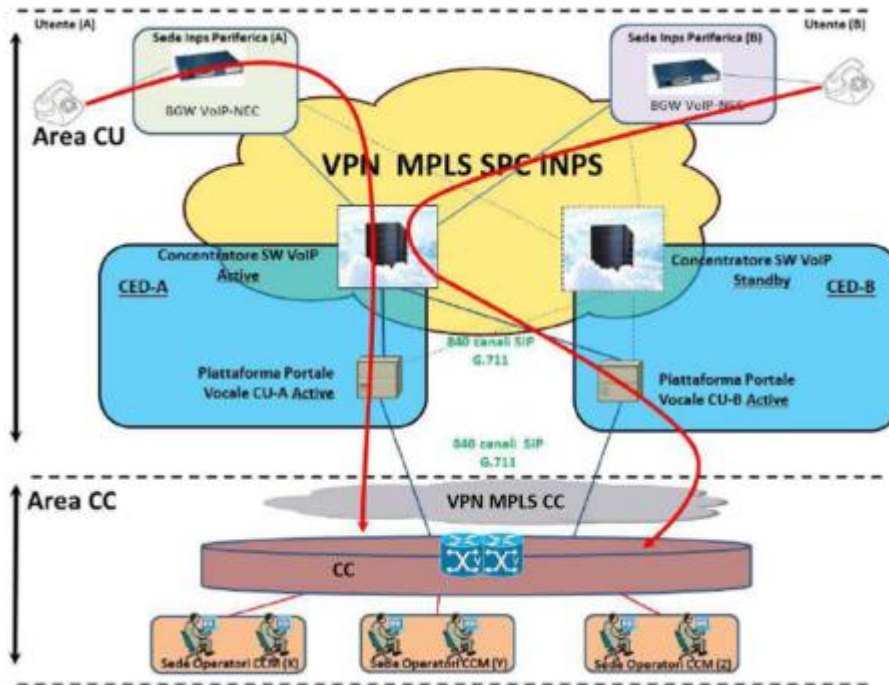 Utente (A)
Sede Inps Periferica (A)
BGW VoIP-NEC
Sede Inps Periferica (B)
BGW VoIP-NEC
Utente (B)
Area CU
VPN MPLS SPC INPS
Concentratore SW VoIP
Active
CED-A
Concentratore SW VoIP
Standby
CED-B
840 canali SIP
G.711
Piattaforma Portale
Vocale CU-A Active
Piattaforma Portale
Vocale CU-B Active
840 canali SIP
G.711
Area CC
VPN MPLS CC
CC
Sede Operatori CCM (X)
Sede Operatori CCM (Y)
Sede Operatori CCM (Z)